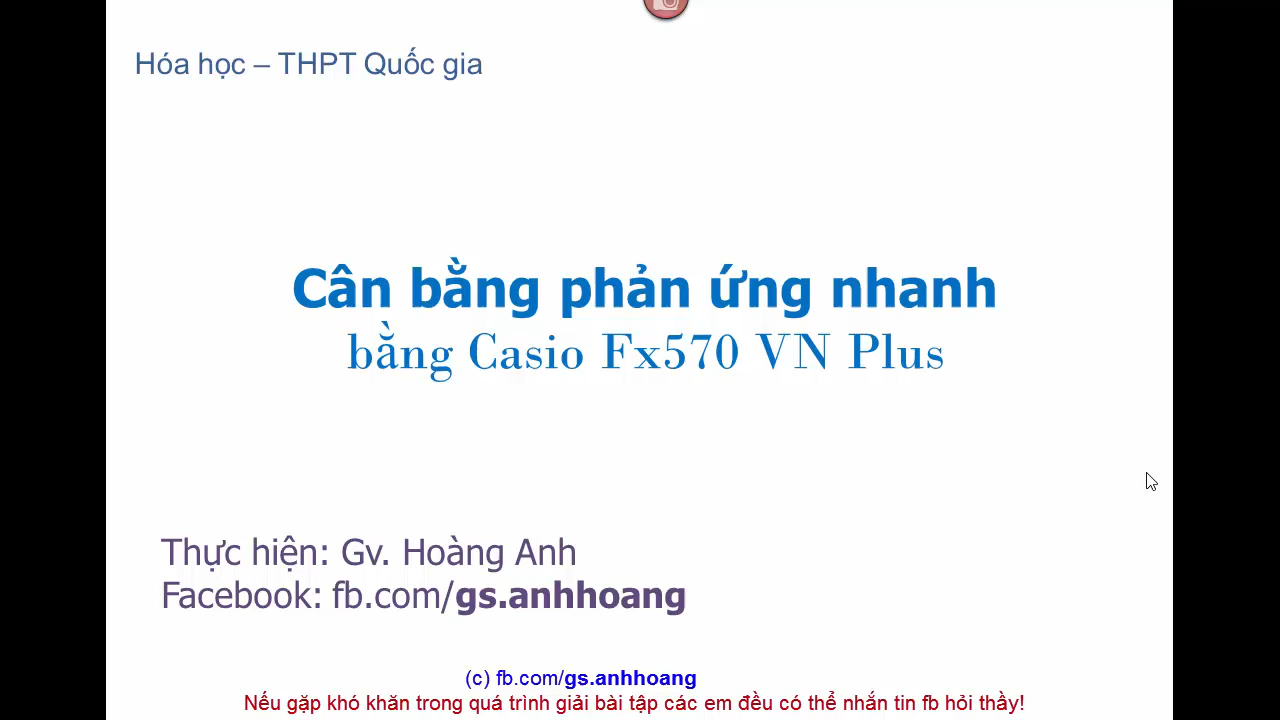 Hóa học – THPT Quốc gia
Cân bằng phản ứng nhanh
bằng Casio Fx570 VN Plus
Thực hiện: Gv. Hoàng Anh
Facebook: fb.com/gs.anhhoang
(c) fb.com/gs.anhhoang
Nếu gặp khó khăn trong quá trình giải bài tập các em đều có thể nhắn tin fb hỏi thầy!